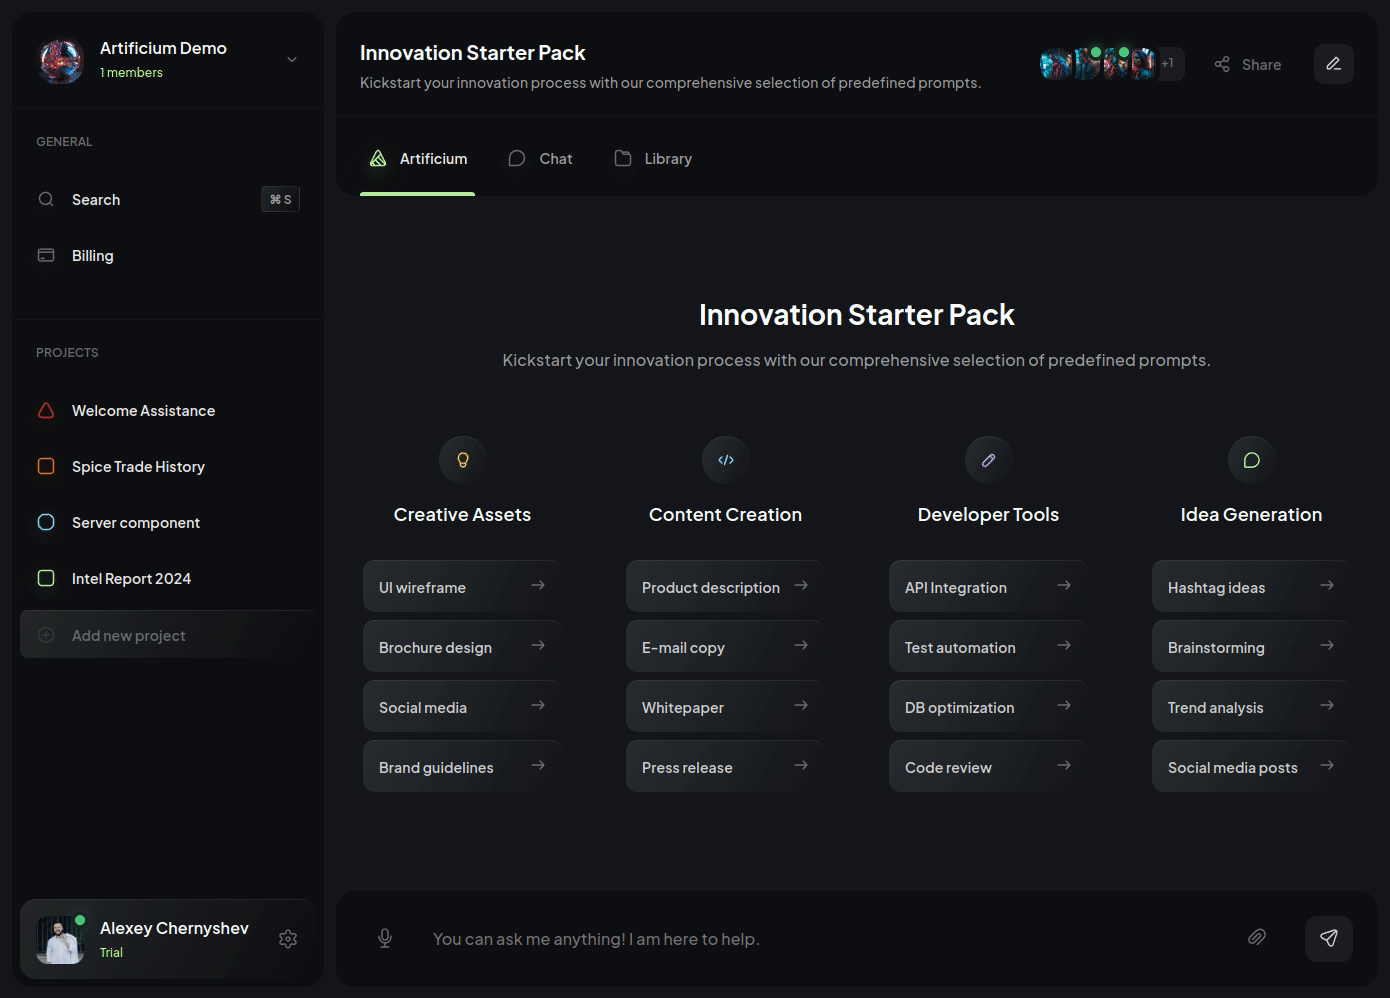 Artificium Demo
1 members
GENERAL
Search
⌘ S
Billing
PROJECTS
Welcome Assistance
Spice Trade History
Server component
Intel Report 2024
Add new project
Alexey Chernyshev
Trial
Innovation Starter Pack
Kickstart your innovation process with our comprehensive selection of predefined prompts.
+1
Share
Artificium
Chat
Library
Innovation Starter Pack
Kickstart your innovation process with our comprehensive selection of predefined prompts.
Creative Assets
UI wireframe
Brochure design
Social media
Brand guidelines
Content Creation
Product description
E-mail copy
Whitepaper
Press release
Developer Tools
API Integration
Test automation
DB optimization
Code review
Idea Generation
Hashtag ideas
Brainstorming
Trend analysis
Social media posts
You can ask me anything! I am here to help.